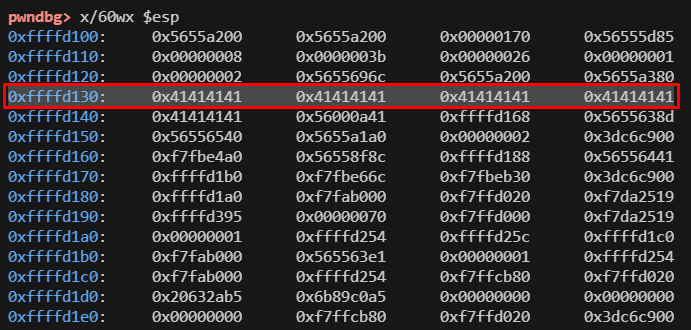 pwndbg> x/60wx $esp
0xffffd100: 0x5655a200 0x5655a200 0x00000170 0x56555d85
0xffffd110: 0x00000008 0x0000003b 0x00000026 0x00000001
0xffffd120: 0x00000002 0x5655696c 0x5655a200 0x5655a380
0xffffd130: 0x41414141 0x41414141 0x41414141 0x41414141
0xffffd140: 0x41414141 0x56000a41 0xffffd168 0x5655638d
0xffffd150: 0x56556540 0x5655a1a0 0x00000002 0x3dc6c900
0xffffd160: 0xf7fbe4a0 0x56558f8c 0xffffd188 0x56556441
0xffffd170: 0xffffd1b0 0xf7fbe66c 0xf7fbeb30 0x3dc6c900
0xffffd180: 0xffffd1a0 0xf7fab000 0xf7ffd020 0xf7da2519
0xffffd190: 0xffffd395 0x00000070 0xf7ffd000 0xf7da2519
0xffffd1a0: 0x00000001 0xffffd254 0xffffd25c 0xffffd1c0
0xffffd1b0: 0xf7fab000 0x565563e1 0x00000001 0xffffd254
0xffffd1c0: 0xf7fab000 0xffffd254 0xf7ffcb80 0xf7ffd020
0xffffd1d0: 0x20632ab5 0x6b89c0a5 0x00000000 0x00000000
0xffffd1e0: 0x00000000 0xf7ffcb80 0xf7ffd020 0x3dc6c900